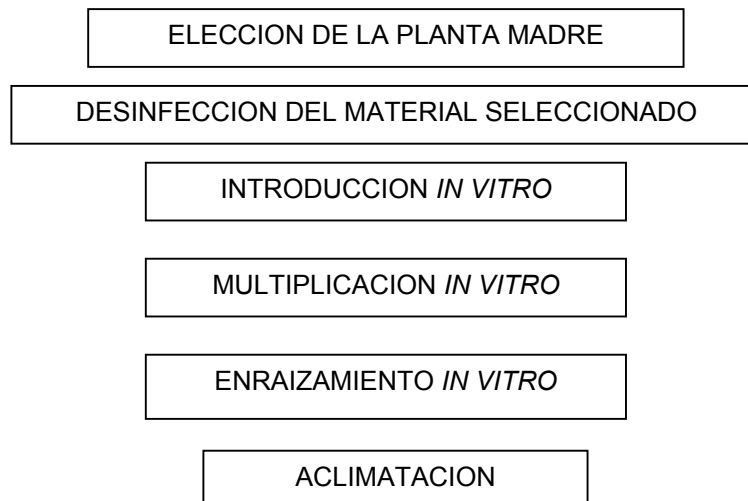 ELECCION DE LA PLANTA MADRE
DESINFECCION DEL MATERIAL SELECCIONADO
INTRODUCCION IN VITRO
MULTIPLICACION IN VITRO
ENRAIZAMIENTO IN VITRO
ACLIMATACION